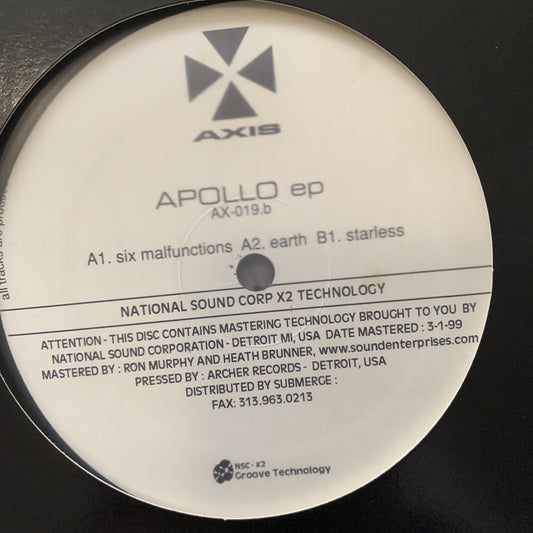 AXIS
APOLLO ep
AX-019.b
A1. six malfunctions A2. earth B1. starless
NATIONAL SOUND CORP X2 TECHNOLOGY
ATTENTION - THIS DISC CONTAINS MASTERING TECHNOLOGY BROUGHT TO YOU BY
NATIONAL SOUND CORPORATION - DETROIT MI, USA DATE MASTERED : 3-1-99
MASTERED BY : RON MURPHY AND HEATH BRUNNER, www.soundenterprises.com
PRESSED BY : ARCHER RECORDS - DETROIT, USA
DISTRIBUTED BY SUBMERGE :
FAX: 313.963.0213
NSC-X2
Groove Technology
all tracks are